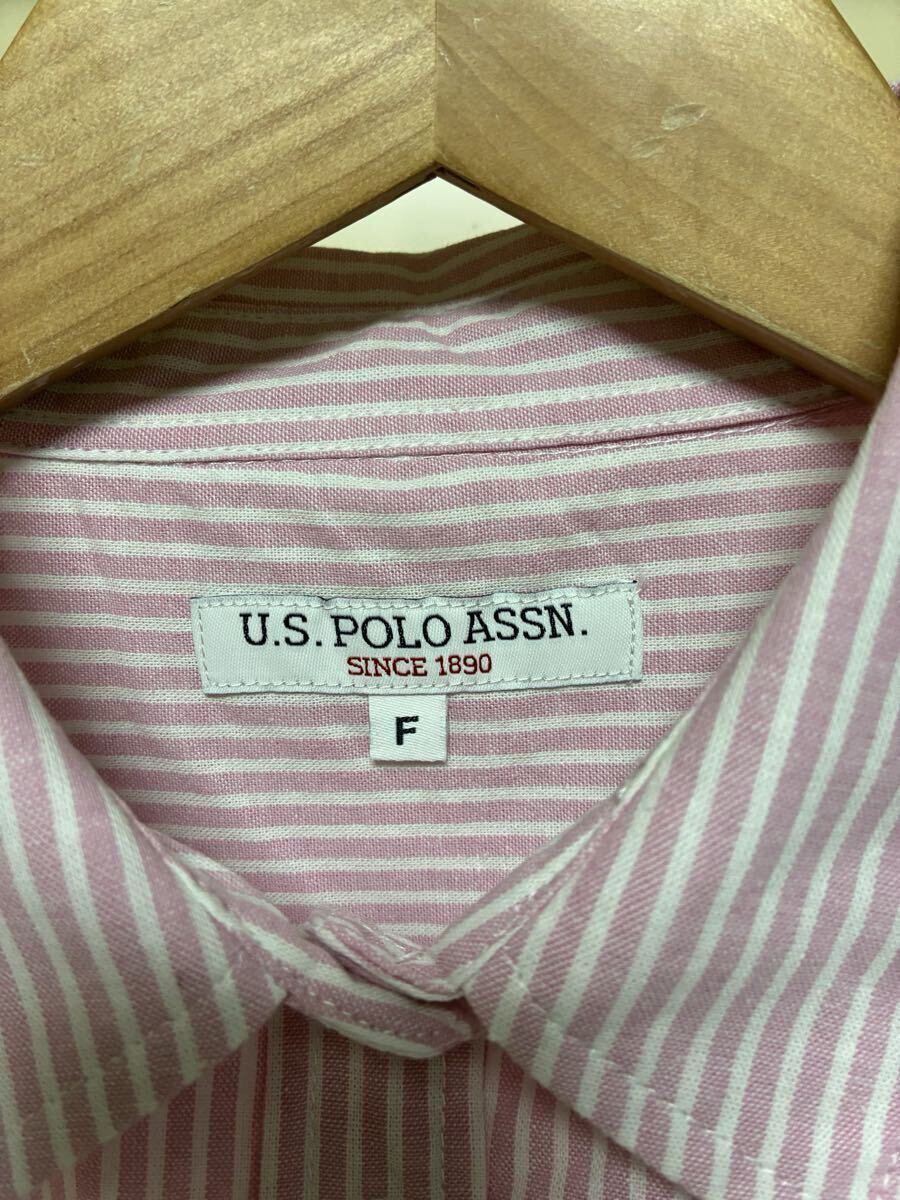 U.S. POLO ASSN.
SINCE 1890
F